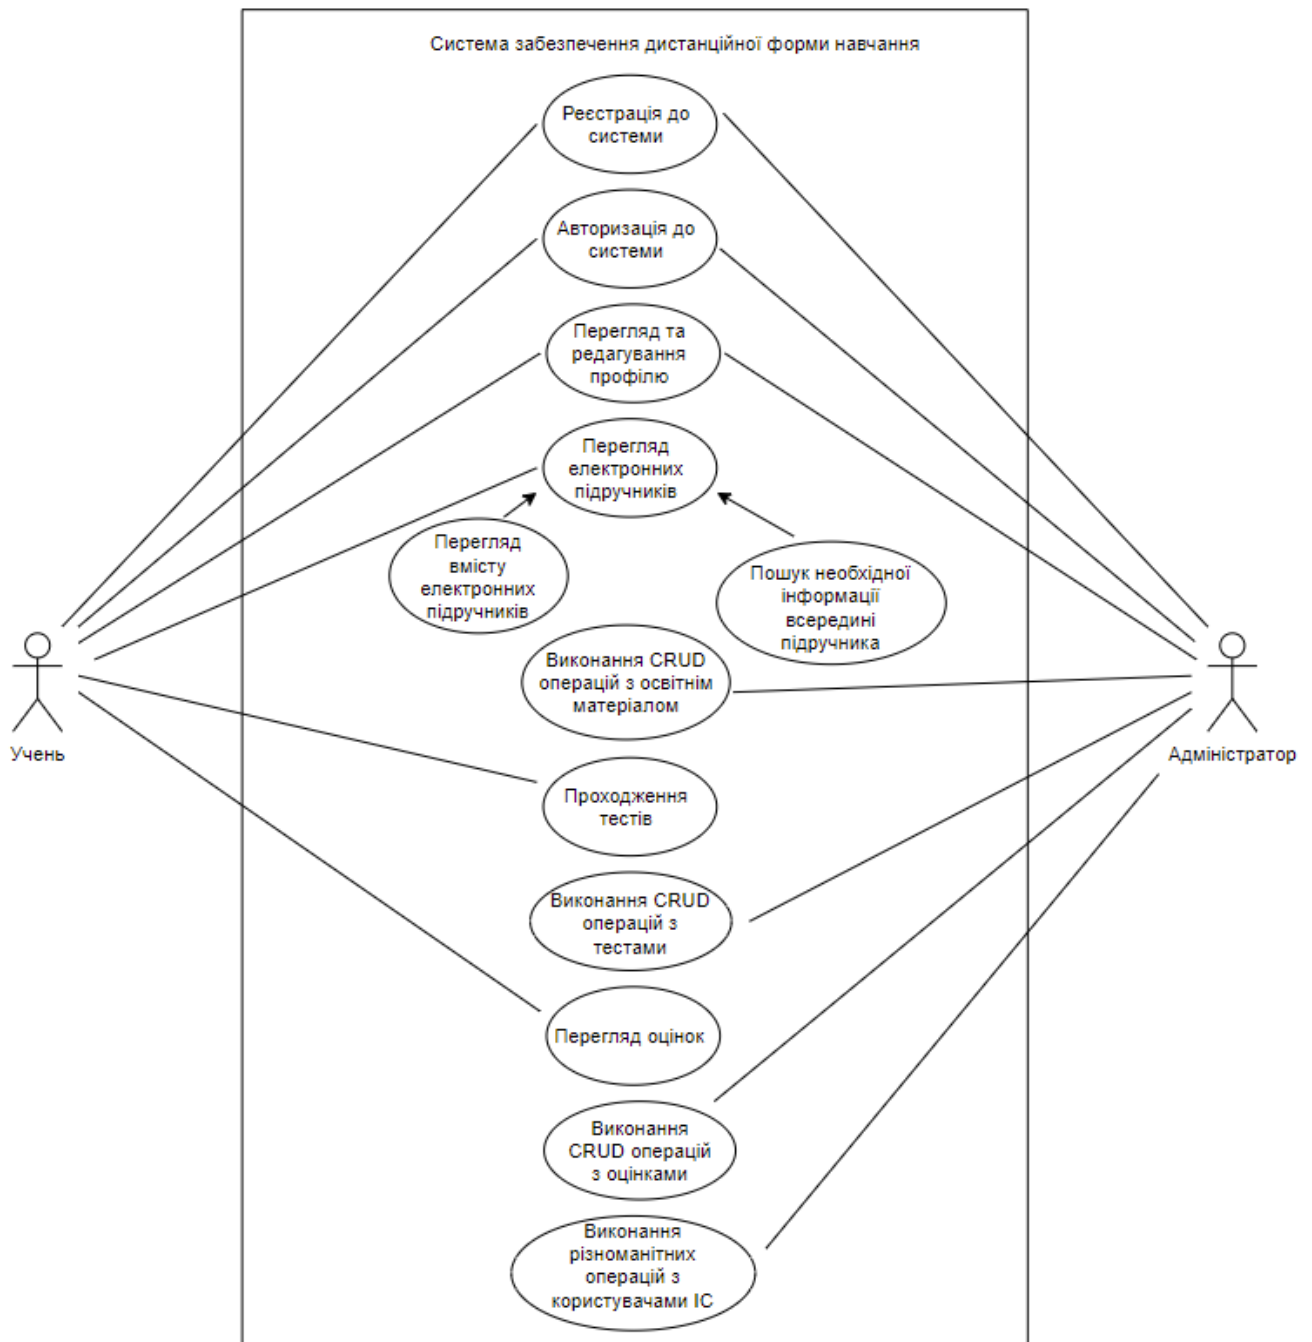 Система забезпечення дистанційної форми навчання
Реєстрація до
системи
Авторизація до
системи
Перегляд та
редагування
профілю
Перегляд
електронних
підручників
Перегляд
вмісту
електронних
підручників
Пошук необхідної
інформації
всередині
підручника
Виконання CRUD
операцій з освітнім
матеріалом
Учень
Адміністратор
Проходження
тестів
Виконання CRUD
операцій з
тестами
Перегляд оцінок
Виконання
CRUD операцій
з оцінками
Виконання
різноманітних
операцій з
користувачами ІС